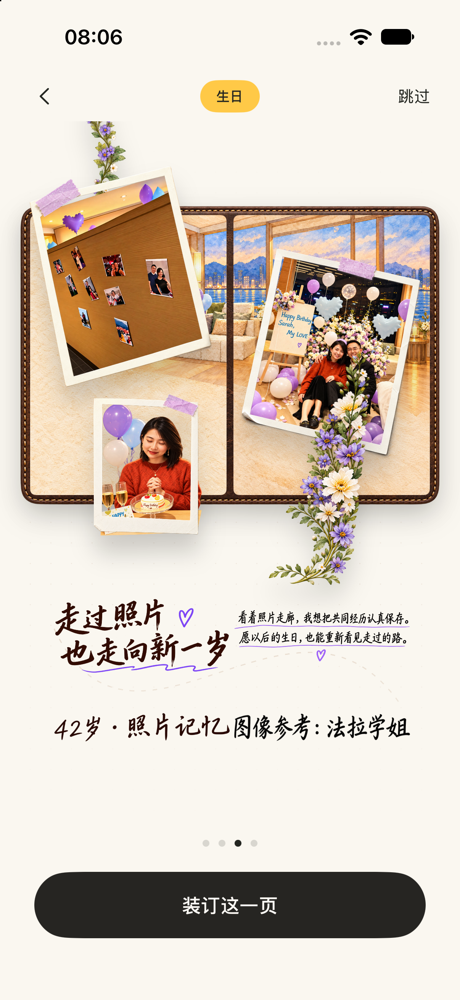 08:06
生日
跳过
Happy Birthday
Sarah,
My Love
走过照片
也走向新一岁
看着照片走廊，我想把共同经历认真保存。
愿以后的生日，也能重新看见走过的路。
42岁·照片记忆图像参考：法拉学姐
装订这一页